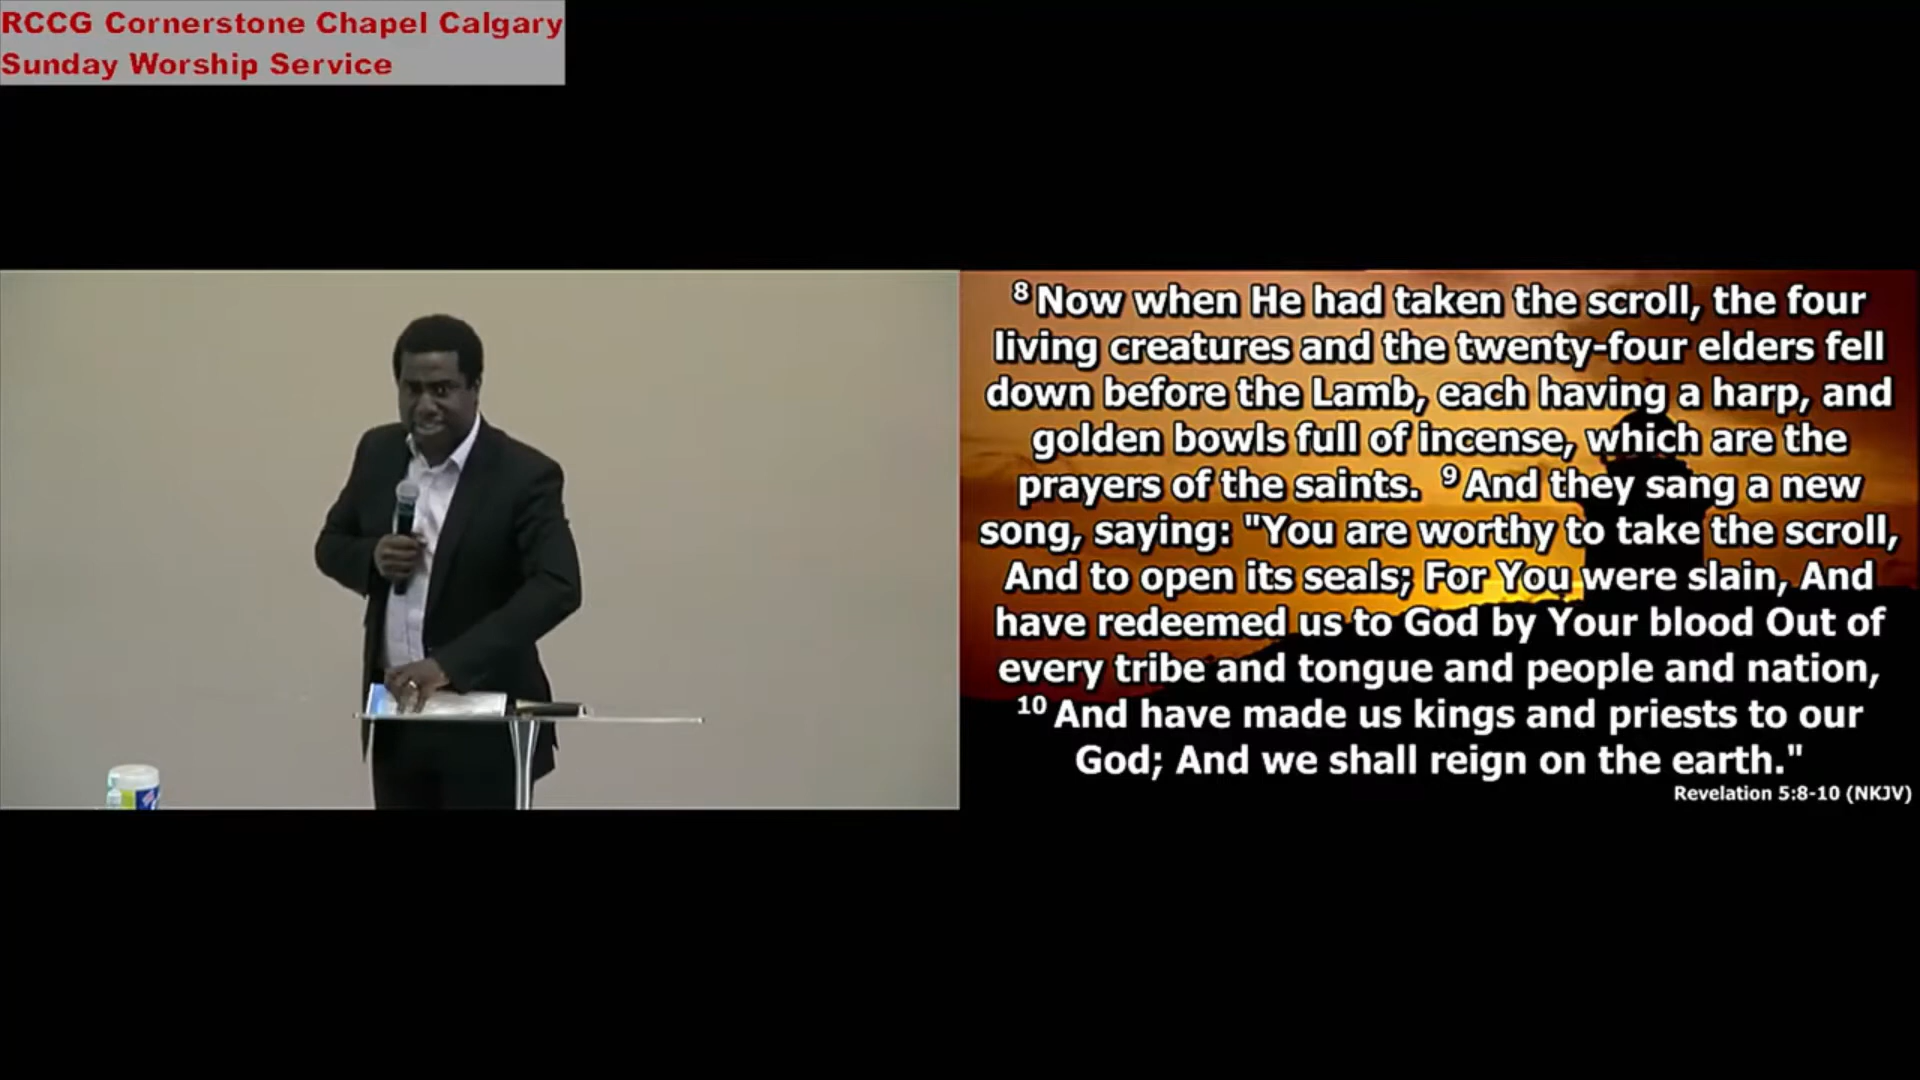 RCCG Cornerstone Chapel Calgary
Sunday Worship Service
8 Now when He had taken the scroll, the four
living creatures and the twenty-four elders fell
down before the Lamb, each having a harp, and
golden bowls full of incense, which are the
prayers of the saints. 9 And they sang a new
song, saying: "You are worthy to take the scroll,
And to open its seals; For You were slain, And
have redeemed us to God by Your blood Out of
every tribe and tongue and people and nation,
10 And have made us kings and priests to our
God; And we shall reign on the earth."
Revelation 5:8-10 (NKJV)